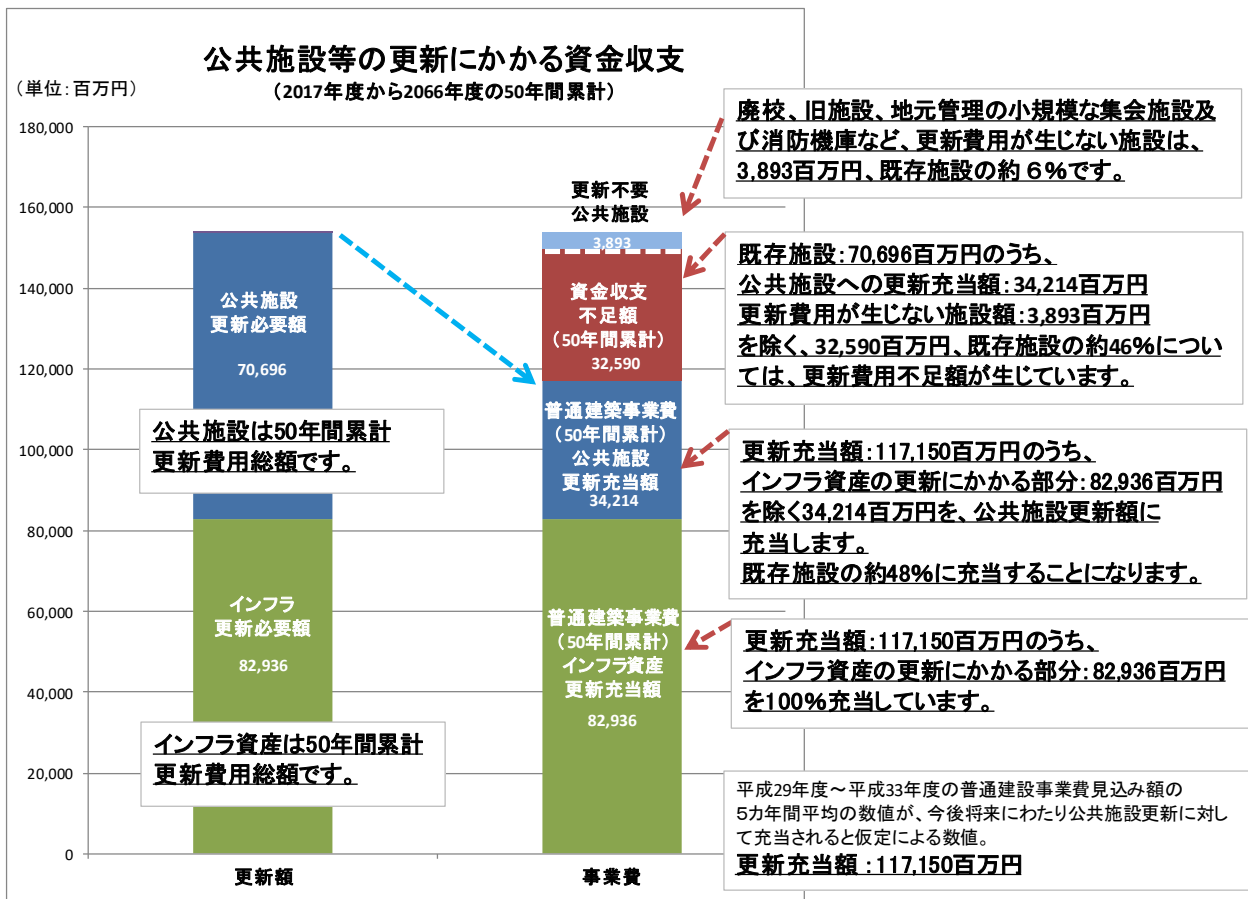 公共施設等の更新にかかる資金収支
（単位：百万円）
（2017年度から2066年度の50年間累計）
180,000
160,000
140,000
120,000
100,000
80,000
60,000
40,000
20,000
0
公共施設
更新必要額
70,696
公共施設は50年間累計
更新費用総額です。
インフラ
更新必要額
82,936
インフラ資産は50年間累計
更新費用総額です。
更新額
更新不要
公共施設
3,893
資金収支
不足額
（50年間累計）
32,590
普通建築事業費
（50年間累計）
公共施設
更新充当額
34,214
普通建築事業費
（50年間累計）
インフラ資産
更新充当額
82,936
事業費
廃校、旧施設、地元管理の小規模な集会施設及
び消防機庫など、更新費用が生じない施設は、
3,893百万円、既存施設の約６％です。
既存施設：70,696百万円のうち、
公共施設への更新充当額：34,214百万円
更新費用が生じない施設額：3,893百万円
を除く、32,590百万円、既存施設の約46％につい
ては、更新費用不足額が生じています。
更新充当額：117,150百万円のうち、
インフラ資産の更新にかかる部分：82,936百万円
を除く34,214百万円を、公共施設更新額に
充当します。
既存施設の約48％に充当することになります。
更新充当額：117,150百万円のうち、
インフラ資産の更新にかかる部分：82,936百万円
を100％充当しています。
平成29年度～平成33年度の普通建設事業費見込み額の
5カ年間平均の数値が、今後将来にわたり公共施設更新に対し
て充当されると仮定による数値。
更新充当額：117,150百万円